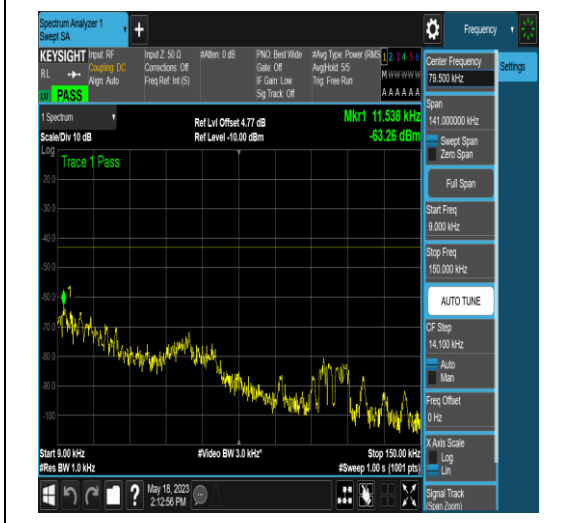 Spectrum Analyzer 1
Swept SA
+
Frequency
KEYSIGHT
RL
PASS
Input: RF
Coupling: DC
Align: Auto
Input Z: 50 Ω
Corrections: Off
Freq Ref: Int (S)
#Atten: 0 dB
PNO: Best Wide
Gate: Off
IF Gain: Low
Sig Track: Off
#Avg Type: Power (RMS
Avg|Hold: 5/5
Trig: Free Run
1 2 3 4 5 6
M W W W W W
A A A A A A
1 Spectrum
Scale/Div 10 dB
Ref Lvl Offset 4.77 dB
Ref Level -10.00 dBm
Mkr1 11.538 kHz
-63.26 dBm
Log
Trace 1 Pass
-20.0
-30.0
-40.0
-50.0
-60.0
-70.0
-80.0
-90.0
-100
1
Start 9.00 kHz
#Res BW 1.0 kHz
#Video BW 3.0 kHz*
Stop 150.00 kHz
#Sweep 1.00 s (1001 pts)
May 18, 2023
2:12:56 PM
?
Center Frequency
79.500 kHz
Settings
Span
141.000000 kHz
Swept Span
Zero Span
Full Span
Start Freq
9.000 kHz
Stop Freq
150.000 kHz
AUTO TUNE
CF Step
14.100 kHz
Auto
Man
Freq Offset
0 Hz
X Axis Scale
Log
Lin
Signal Track
(Span Zoom)